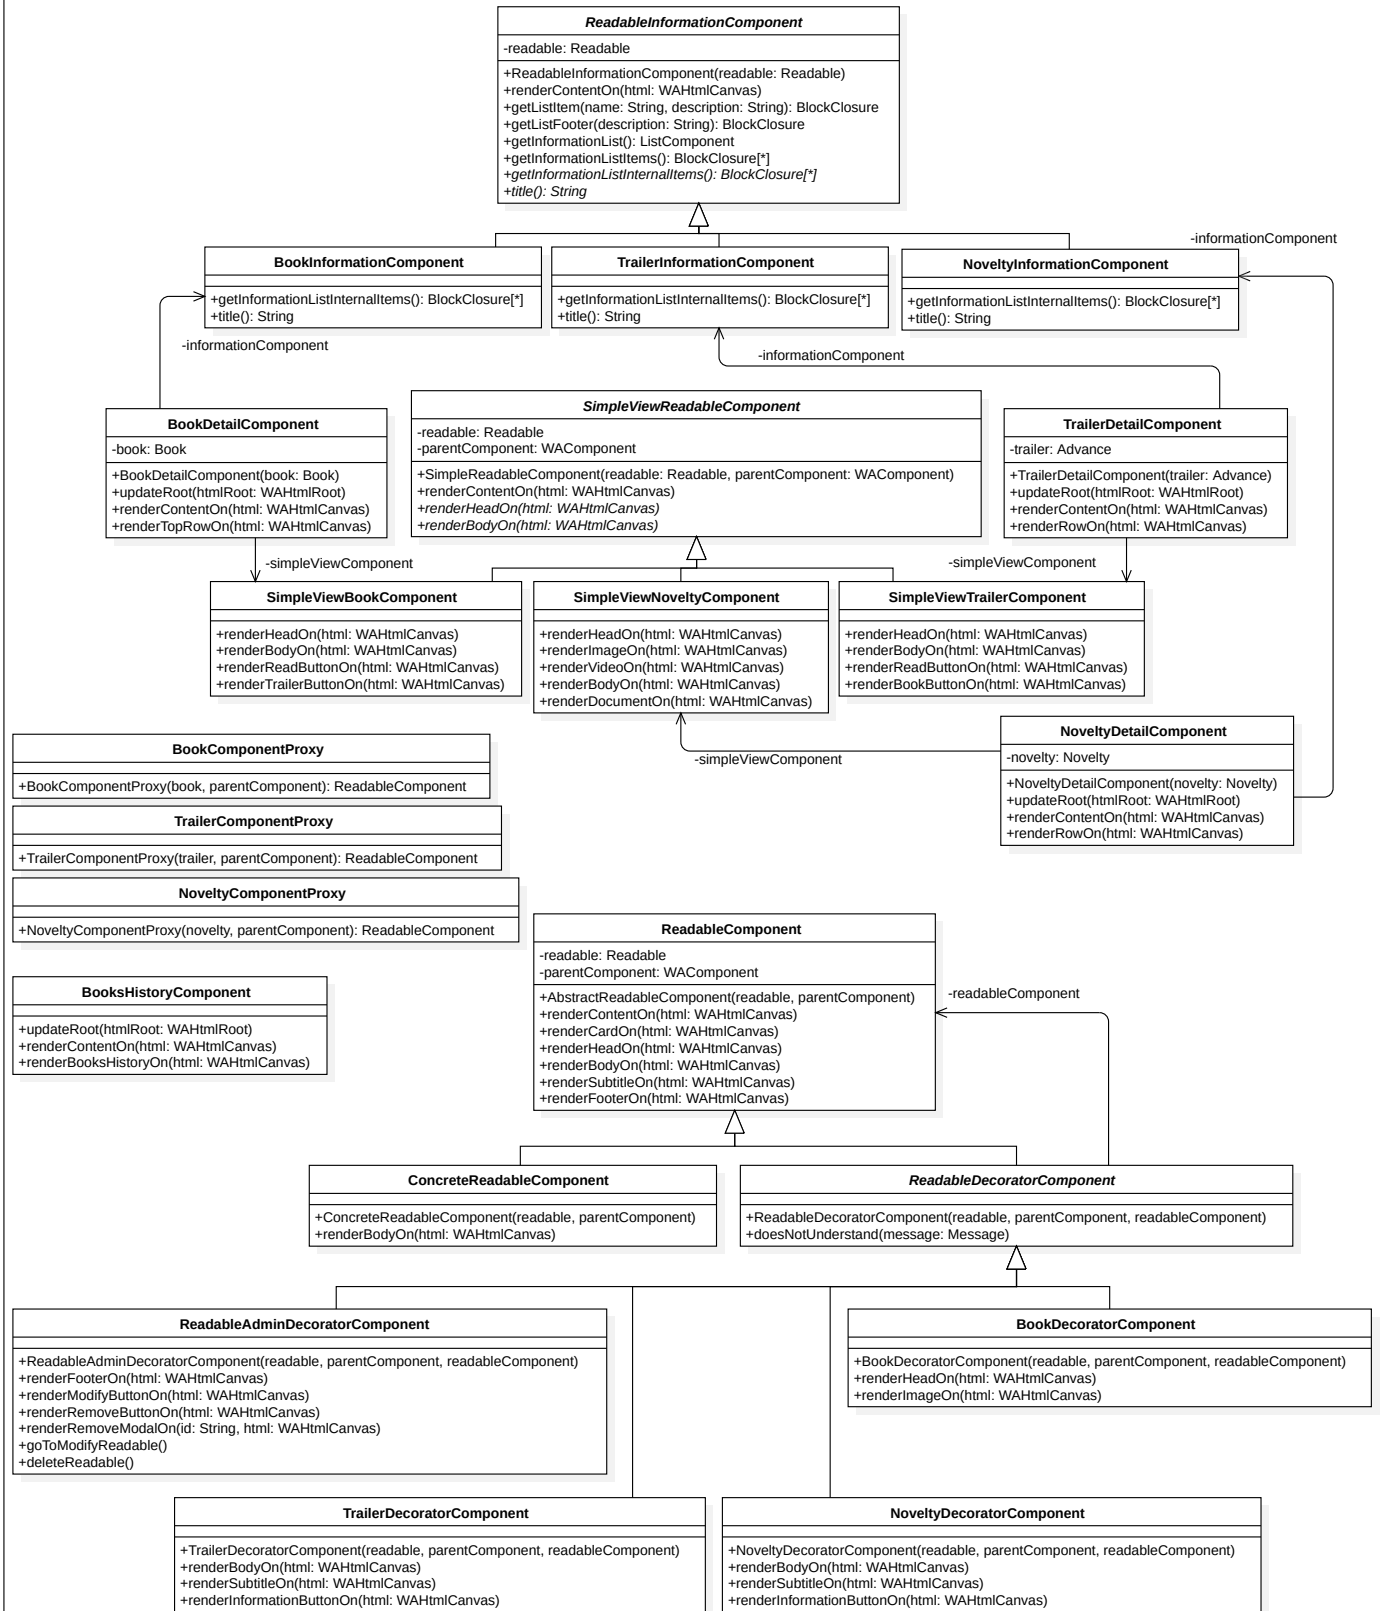 ReadableInformationComponent
-readable: Readable
+ReadableInformationComponent(readable: Readable)
+renderContentOn(html: WAHtmlCanvas)
+getListItem(name: String, description: String): BlockClosure
+getListFooter(description: String): BlockClosure
+getInformationList(): ListComponent
+getInformationListItems(): BlockClosure[*]
+getInformationListInternalItems(): BlockClosure[*]
+title(): String
-informationComponent
BookInformationComponent
+getInformationListInternalItems(): BlockClosure[*]
+title(): String
TrailerInformationComponent
+getInformationListInternalItems(): BlockClosure[*]
+title(): String
NoveltyInformationComponent
+getInformationListInternalItems(): BlockClosure[*]
+title(): String
-informationComponent
-informationComponent
BookDetailComponent
-book: Book
+BookDetailComponent(book: Book)
+updateRoot(htmlRoot: WAHtmlRoot)
+renderContentOn(html: WAHtmlCanvas)
+renderTopRowOn(html: WAHtmlCanvas)
SimpleViewReadableComponent
-readable: Readable
-parentComponent: WAComponent
+SimpleReadableComponent(readable: Readable, parentComponent: WAComponent)
+renderContentOn(html: WAHtmlCanvas)
+renderHeadOn(html: WAHtmlCanvas)
+renderBodyOn(html: WAHtmlCanvas)
TrailerDetailComponent
-trailer: Advance
+TrailerDetailComponent(trailer: Advance)
+updateRoot(htmlRoot: WAHtmlRoot)
+renderContentOn(html: WAHtmlCanvas)
+renderRowOn(html: WAHtmlCanvas)
-simpleViewComponent
-simpleViewComponent
SimpleViewBookComponent
+renderHeadOn(html: WAHtmlCanvas)
+renderBodyOn(html: WAHtmlCanvas)
+renderReadButtonOn(html: WAHtmlCanvas)
+renderTrailerButtonOn(html: WAHtmlCanvas)
SimpleViewNoveltyComponent
+renderHeadOn(html: WAHtmlCanvas)
+renderImageOn(html: WAHtmlCanvas)
+renderVideoOn(html: WAHtmlCanvas)
+renderBodyOn(html: WAHtmlCanvas)
+renderDocumentOn(html: WAHtmlCanvas)
SimpleViewTrailerComponent
+renderHeadOn(html: WAHtmlCanvas)
+renderBodyOn(html: WAHtmlCanvas)
+renderReadButtonOn(html: WAHtmlCanvas)
+renderBookButtonOn(html: WAHtmlCanvas)
-simpleViewComponent
NoveltyDetailComponent
-novelty: Novelty
+NoveltyDetailComponent(novelty: Novelty)
+updateRoot(htmlRoot: WAHtmlRoot)
+renderContentOn(html: WAHtmlCanvas)
+renderRowOn(html: WAHtmlCanvas)
BookComponentProxy
+BookComponentProxy(book, parentComponent): ReadableComponent
TrailerComponentProxy
+TrailerComponentProxy(trailer, parentComponent): ReadableComponent
NoveltyComponentProxy
+NoveltyComponentProxy(novelty, parentComponent): ReadableComponent
BooksHistoryComponent
+updateRoot(htmlRoot: WAHtmlRoot)
+renderContentOn(html: WAHtmlCanvas)
+renderBooksHistoryOn(html: WAHtmlCanvas)
ReadableComponent
-readable: Readable
-parentComponent: WAComponent
+AbstractReadableComponent(readable, parentComponent)
+renderContentOn(html: WAHtmlCanvas)
+renderCardOn(html: WAHtmlCanvas)
+renderHeadOn(html: WAHtmlCanvas)
+renderBodyOn(html: WAHtmlCanvas)
+renderSubtitleOn(html: WAHtmlCanvas)
+renderFooterOn(html: WAHtmlCanvas)
-readableComponent
ConcreteReadableComponent
+ConcreteReadableComponent(readable, parentComponent)
+renderBodyOn(html: WAHtmlCanvas)
ReadableDecoratorComponent
+ReadableDecoratorComponent(readable, parentComponent, readableComponent)
+doesNotUnderstand(message: Message)
ReadableAdminDecoratorComponent
+ReadableAdminDecoratorComponent(readable, parentComponent, readableComponent)
+renderFooterOn(html: WAHtmlCanvas)
+renderModifyButtonOn(html: WAHtmlCanvas)
+renderRemoveButtonOn(html: WAHtmlCanvas)
+renderRemoveModalOn(id: String, html: WAHtmlCanvas)
+goToModifyReadable()
+deleteReadable()
BookDecoratorComponent
+BookDecoratorComponent(readable, parentComponent, readableComponent)
+renderHeadOn(html: WAHtmlCanvas)
+renderImageOn(html: WAHtmlCanvas)
TrailerDecoratorComponent
+TrailerDecoratorComponent(readable, parentComponent, readableComponent)
+renderBodyOn(html: WAHtmlCanvas)
+renderSubtitleOn(html: WAHtmlCanvas)
+renderInformationButtonOn(html: WAHtmlCanvas)
NoveltyDecoratorComponent
+NoveltyDecoratorComponent(readable, parentComponent, readableComponent)
+renderBodyOn(html: WAHtmlCanvas)
+renderSubtitleOn(html: WAHtmlCanvas)
+renderInformationButtonOn(html: WAHtmlCanvas)